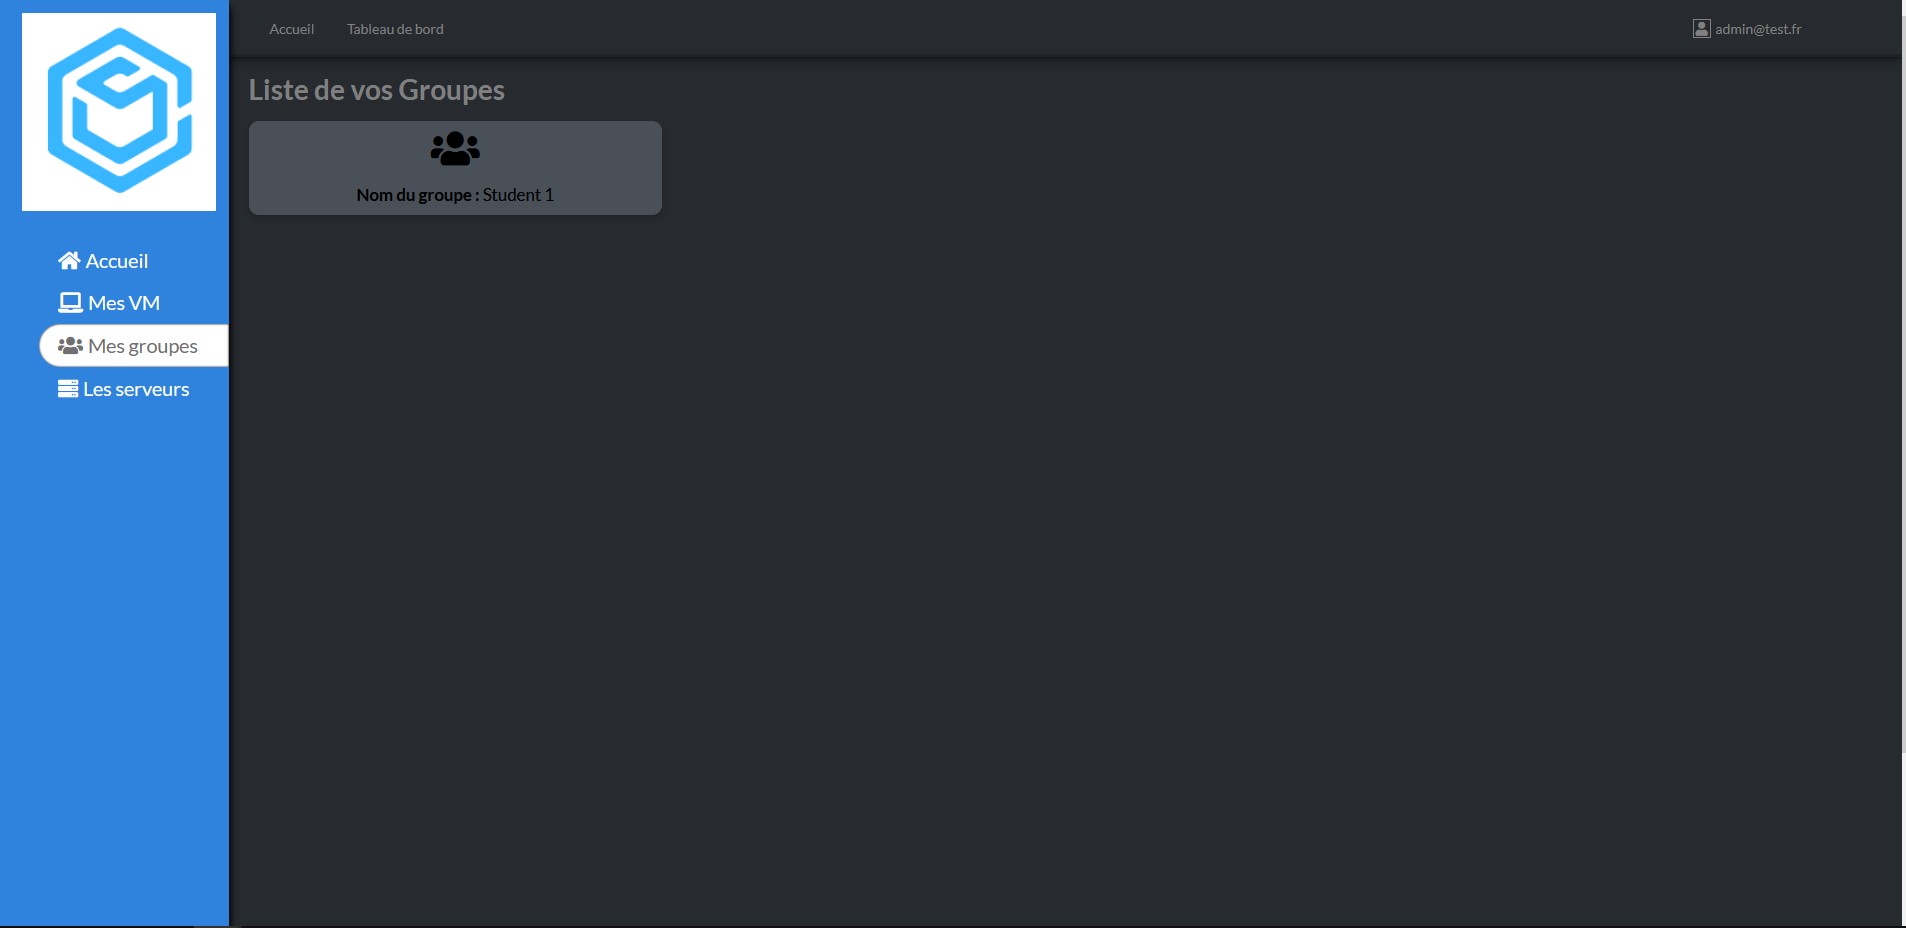 Accueil Tableau de bord admin@test.fr
Liste de vos Groupes
Nom du groupe : Student 1
Accueil
Mes VM
Mes groupes
Les serveurs